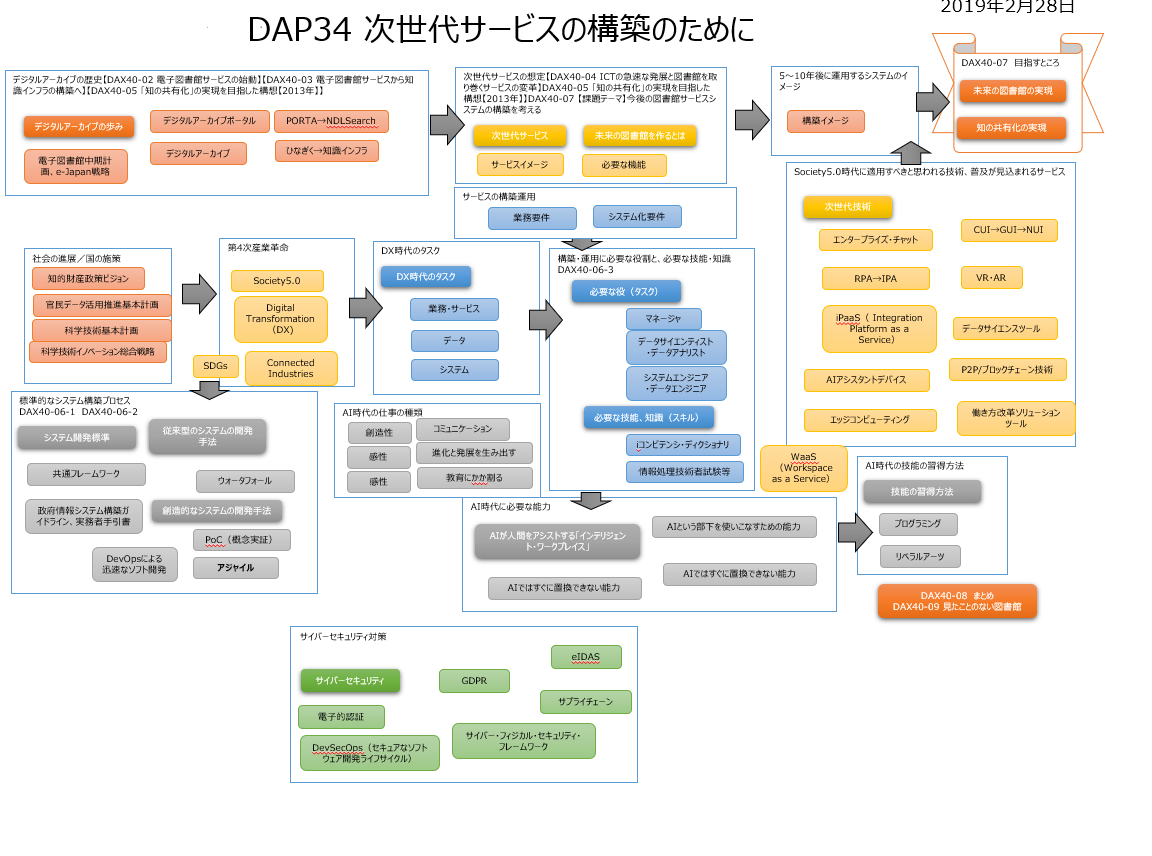 2019年2月28日
DAP34 次世代サービスの構築のために
デジタルアーカイブの歴史【DAX40-02 電子図書館サービスの始動】【DAX40-03 電子図書館サービスから知
識インフラの構築へ】【DAX40-05 「知の共有化」の実現を目指した構想【2013年】】
デジタルアーカイブの歩み
デジタルアーカイブポータル
PORTA→NDLSearch
電子図書館中期計
画、e-Japan戦略
デジタルアーカイブ
ひなぎく→知識インフラ
次世代サービスの想定【DAX40-04 ICTの急速な発展と図書館を取
り巻くサービスの変革】【DAX40-05 「知の共有化」の実現を目指した
構想【2013年】】【DAX40-07 【課題テーマ】今後の図書館サービスシ
ステムの構築を考える
次世代サービス
未来の図書館を作るとは
サービスイメージ
必要な機能
5～10年後に運用するシステムのイ
メージ
構築イメージ
DAX40-07 目指すところ
未来の図書館の実現
知の共有化の実現
サービスの構築運用
業務要件
システム化要件
社会の進展／国の施策
知的財産政策ビジョン
官民データ活用推進基本計画
科学技術基本計画
科学技術イノベーション総合戦略
第4次産業革命
Society5.0
Digital
Transformation
（DX）
SDGs
Connected
Industries
DX時代のタスク
DX時代のタスク
業務・サービス
データ
システム
構築・運用に必要な役割と、必要な技能・知識
DAX40-06-3
必要な役（タスク）
マネージャ
データサイエンティスト
・データアナリスト
システムエンジニア
・データエンジニア
必要な技能、知識（スキル）
iコンピテンシ・ディクショナリ
情報処理技術者試験等
Society5.0時代に適用すべきと思われる技術、普及が見込まれるサービス
次世代技術
エンタープライズ・チャット
CUI→GUI→NUI
RPA→IPA
VR・AR
iPaaS（ Integration
Platform as a
Service）
データサイエンスツール
AIアシスタントデバイス
P2P/ブロックチェーン技術
エッジコンピューティング
働き方改革ソリューション
ツール
WaaS
（Workspace
as a Service）
標準的なシステム構築プロセス
DAX40-06-1 DAX40-06-2
システム開発標準
従来型のシステムの開発
手法
共通フレームワーク
ウォータフォール
政府情報システム構築ガ
イドライン、実務者手引書
創造的なシステムの開発手法
PoC（概念実証）
DevOpsによる
迅速なソフト開発
アジャイル
AI時代の仕事の種類
創造性
コミュニケーション
感性
進化と発展を生み出す
感性
教育にかか割る
AI時代に必要な能力
AIが人間をアシストする「インテリジェン
ト・ワークプレイス」
AIという部下を使いこなすための能力
AIではすぐに置換できない能力
AIではすぐに置換できない能力
AI時代の技能の習得方法
技能の習得方法
プログラミング
リベラルアーツ
DAX40-08 まとめ
DAX40-09 見たことのない図書館
サイバーセキュリティ対策
サイバーセキュリティ
GDPR
eIDAS
電子的認証
サプライチェーン
DevSecOps（セキュアなソフト
ウェア開発ライフサイクル）
サイバー・フィジカル・セキュリティ・
フレームワーク